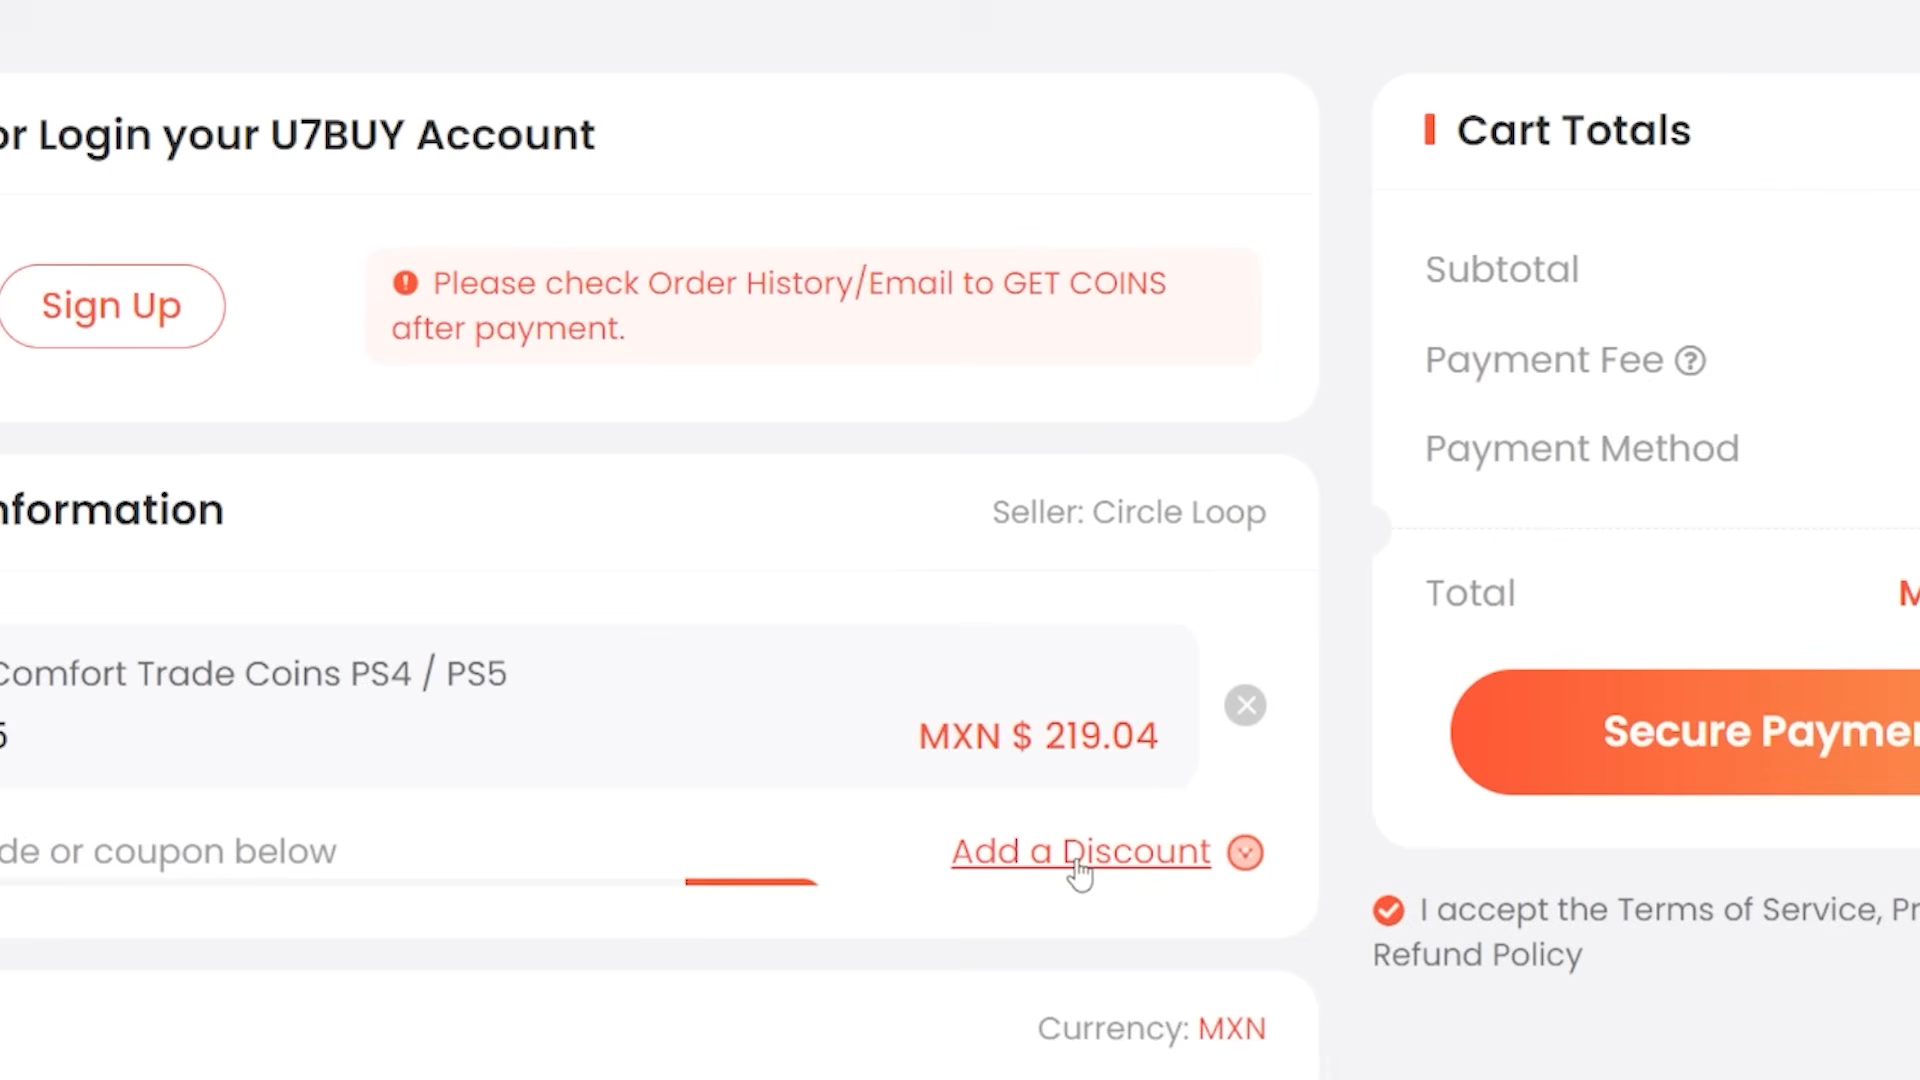 or Login your U7BUY Account
Sign Up
Please check Order History/Email to GET COINS
after payment.
nformation
Seller: Circle Loop
Comfort Trade Coins PS4 / PS5
5
MXN $ 219.04
de or coupon below
Add a Discount
Currency: MXN
Cart Totals
Subtotal
Payment Fee
Payment Method
Total
M
Secure Paymen
I accept the Terms of Service, Pr
Refund Policy